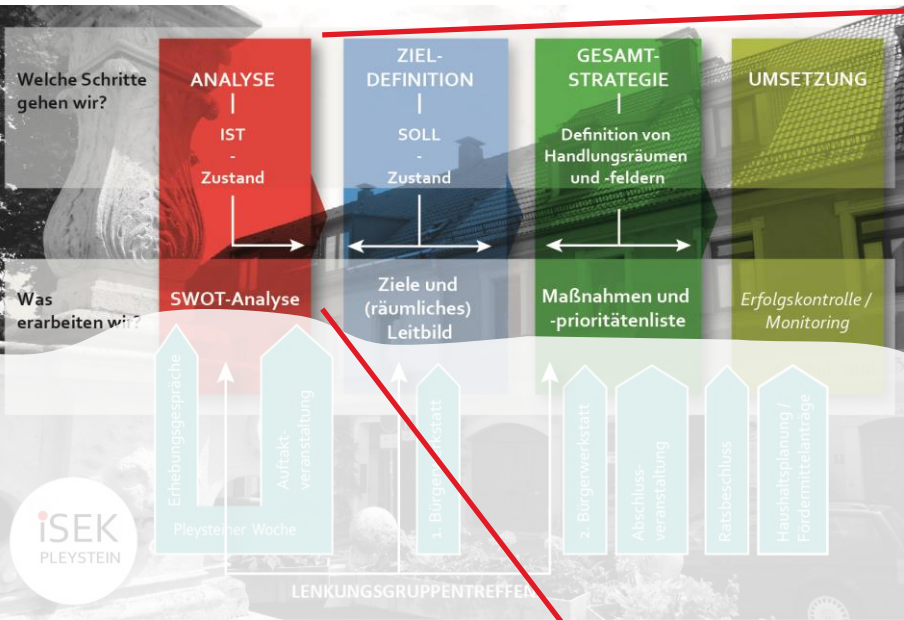 Welche Schritte
gehen wir?
ANALYSE
IST
-
Zustand
ZIEL-
DEFINITION
SOLL
-
Zustand
GESAMT-
STRATEGIE
Definition von
Handlungsräumen
und -feldern
UMSETZUNG
Was
erarbeiten wir?
SWOT-Analyse
Ziele und
(räumliches)
Leitbild
Maßnahmen und
-prioritätenliste
Erfolgskontrolle /
Monitoring
Erhebungsgespräche
Auftakt-
veranstaltung
Pleysteiner Woche
1. Bürgerwerkstatt
2. Bürgerwerkstatt
Abschluss-
veranstaltung
Ratsbeschluss
Haushaltsplanung /
Fördermittelanträge
iSEK
PLEYSTEIN
LENKUNGSGRUPPENTREFFEN